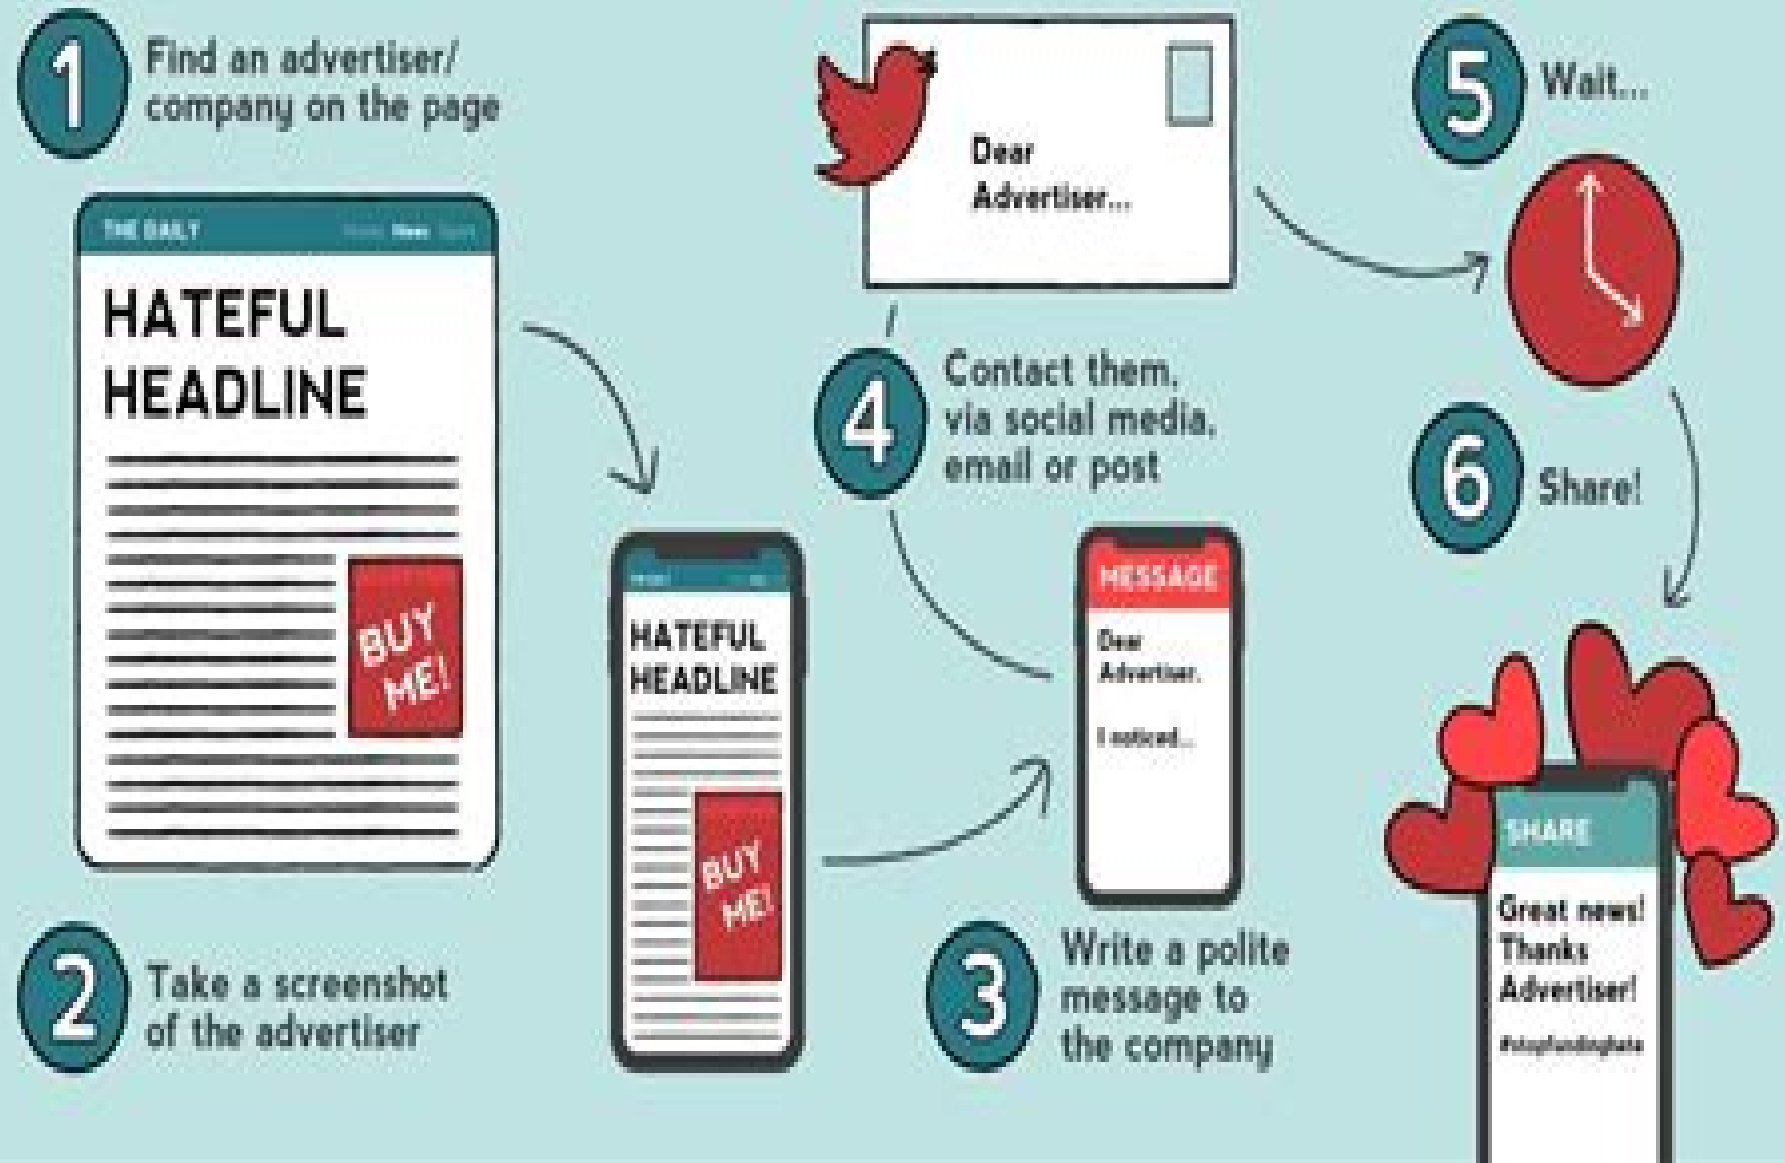 1
Find an advertiser/
company on the page
THE DAILY
News
HATEFUL
HEADLINE
BUY
ME!
2
Take a screenshot
of the advertiser
HATEFUL
HEADLINE
BUY
ME!
3
Write a polite
message to
the company
MESSAGE
Dear
Advertiser.
I noticed...
4
Contact them,
via social media,
email or post
Dear
Advertiser...
5
Wait...
6
Share!
SHARE
Great news!
Thanks
Advertiser!
#stopfundinghate